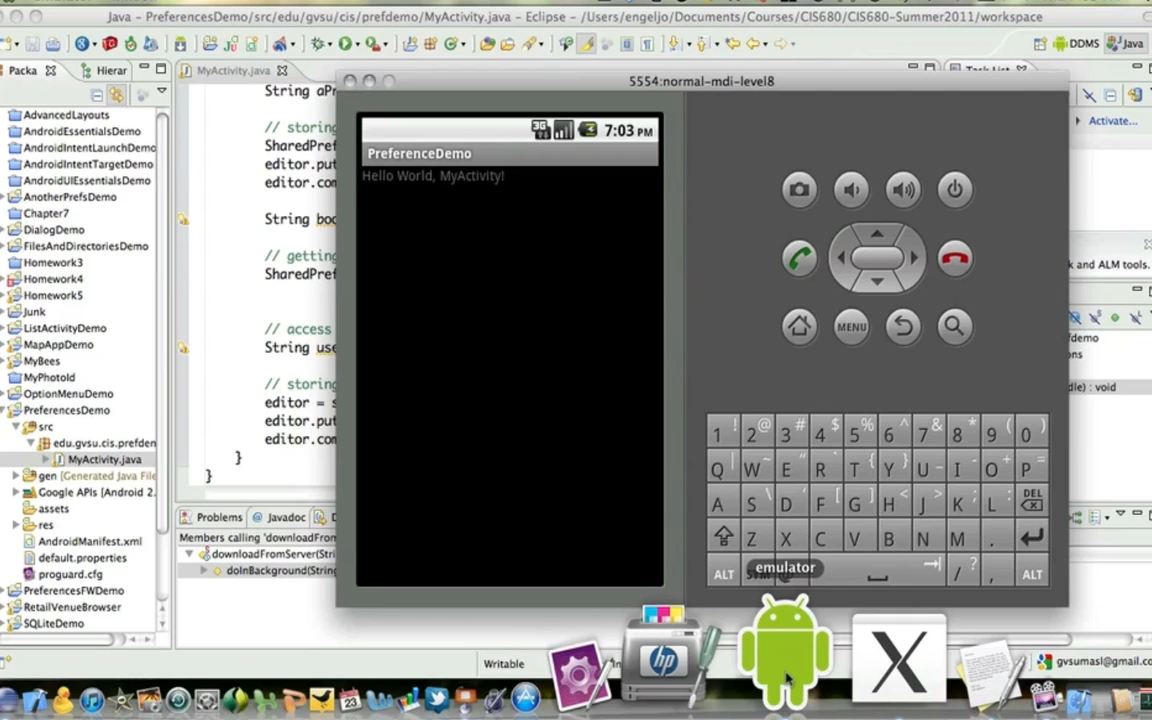 Java - PreferencesDemo/src/edu/gvsu/cis/prefdemo/MyActivity.java - Eclipse - /Users/engeljo/Documents/Courses/CIS680/CIS680-Summer2011/workspace
DDMS
Java
Packa
Hierar
MyActivity.java
5554:normal-mdi-level8
Task List
AdvancedLayouts
AndroidEssentialsDemo
AndroidIntentLaunchDemo
AndroidIntentTargetDemo
AndroidUIEssentialsDemo
AnotherPrefsDemo
Chapter7
DialogDemo
FilesAndDirectoriesDemo
Homework3
Homework4
Homework5
Junk
ListActivityDemo
MapAppDemo
MyBees
MyPhotoId
OptionMenuDemo
PreferencesDemo
src
edu.gvsu.cis.prefden
MyActivity.java
gen [Generated Java File
Google APIs [Android 2.
assets
res
AndroidManifest.xml
default.properties
proguard.cfg
PreferencesFWDemo
RetailVenueBrowser
SQLiteDemo
String aPr
// storing
SharedPref
editor.put
editor.com
String boo
// getting
SharedPref
// access
String use
// storing
editor = s
editor.put
editor.com
}
}
3G
7:03 PM
PreferenceDemo
Hello World, MyActivity!
MENU
1 ! 2 @ 3 # 4 $ 5 % 6 ^ 7 & 8 * 9 ( 0 )
Q | W ~ E " R ` T { Y } U _ I - O + P =
A S \ D ' F [ G ] H < J > K ; L : DEL
Z X C V B N M .
ALT / ? , ALT
emulator
Activate...
k and ALM tools.
fdemo
ons
dle) : void
Problems
Javadoc
Members calling 'downloadFrom
downloadFromServer(Stri
doInBackground(String
Writable
gvsumasl@gmail.co
hp
X
23